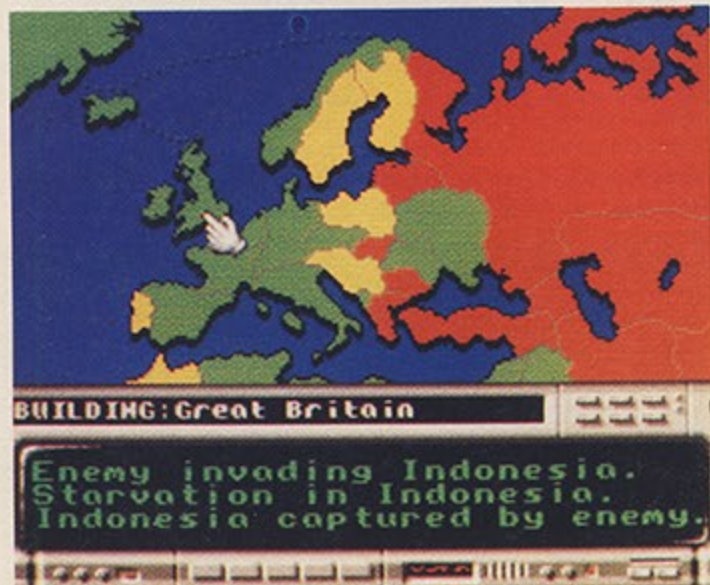 BUILDING:Great Britain
Enemy invading Indonesia.
Starvation in Indonesia.
Indonesia captured by enemy.